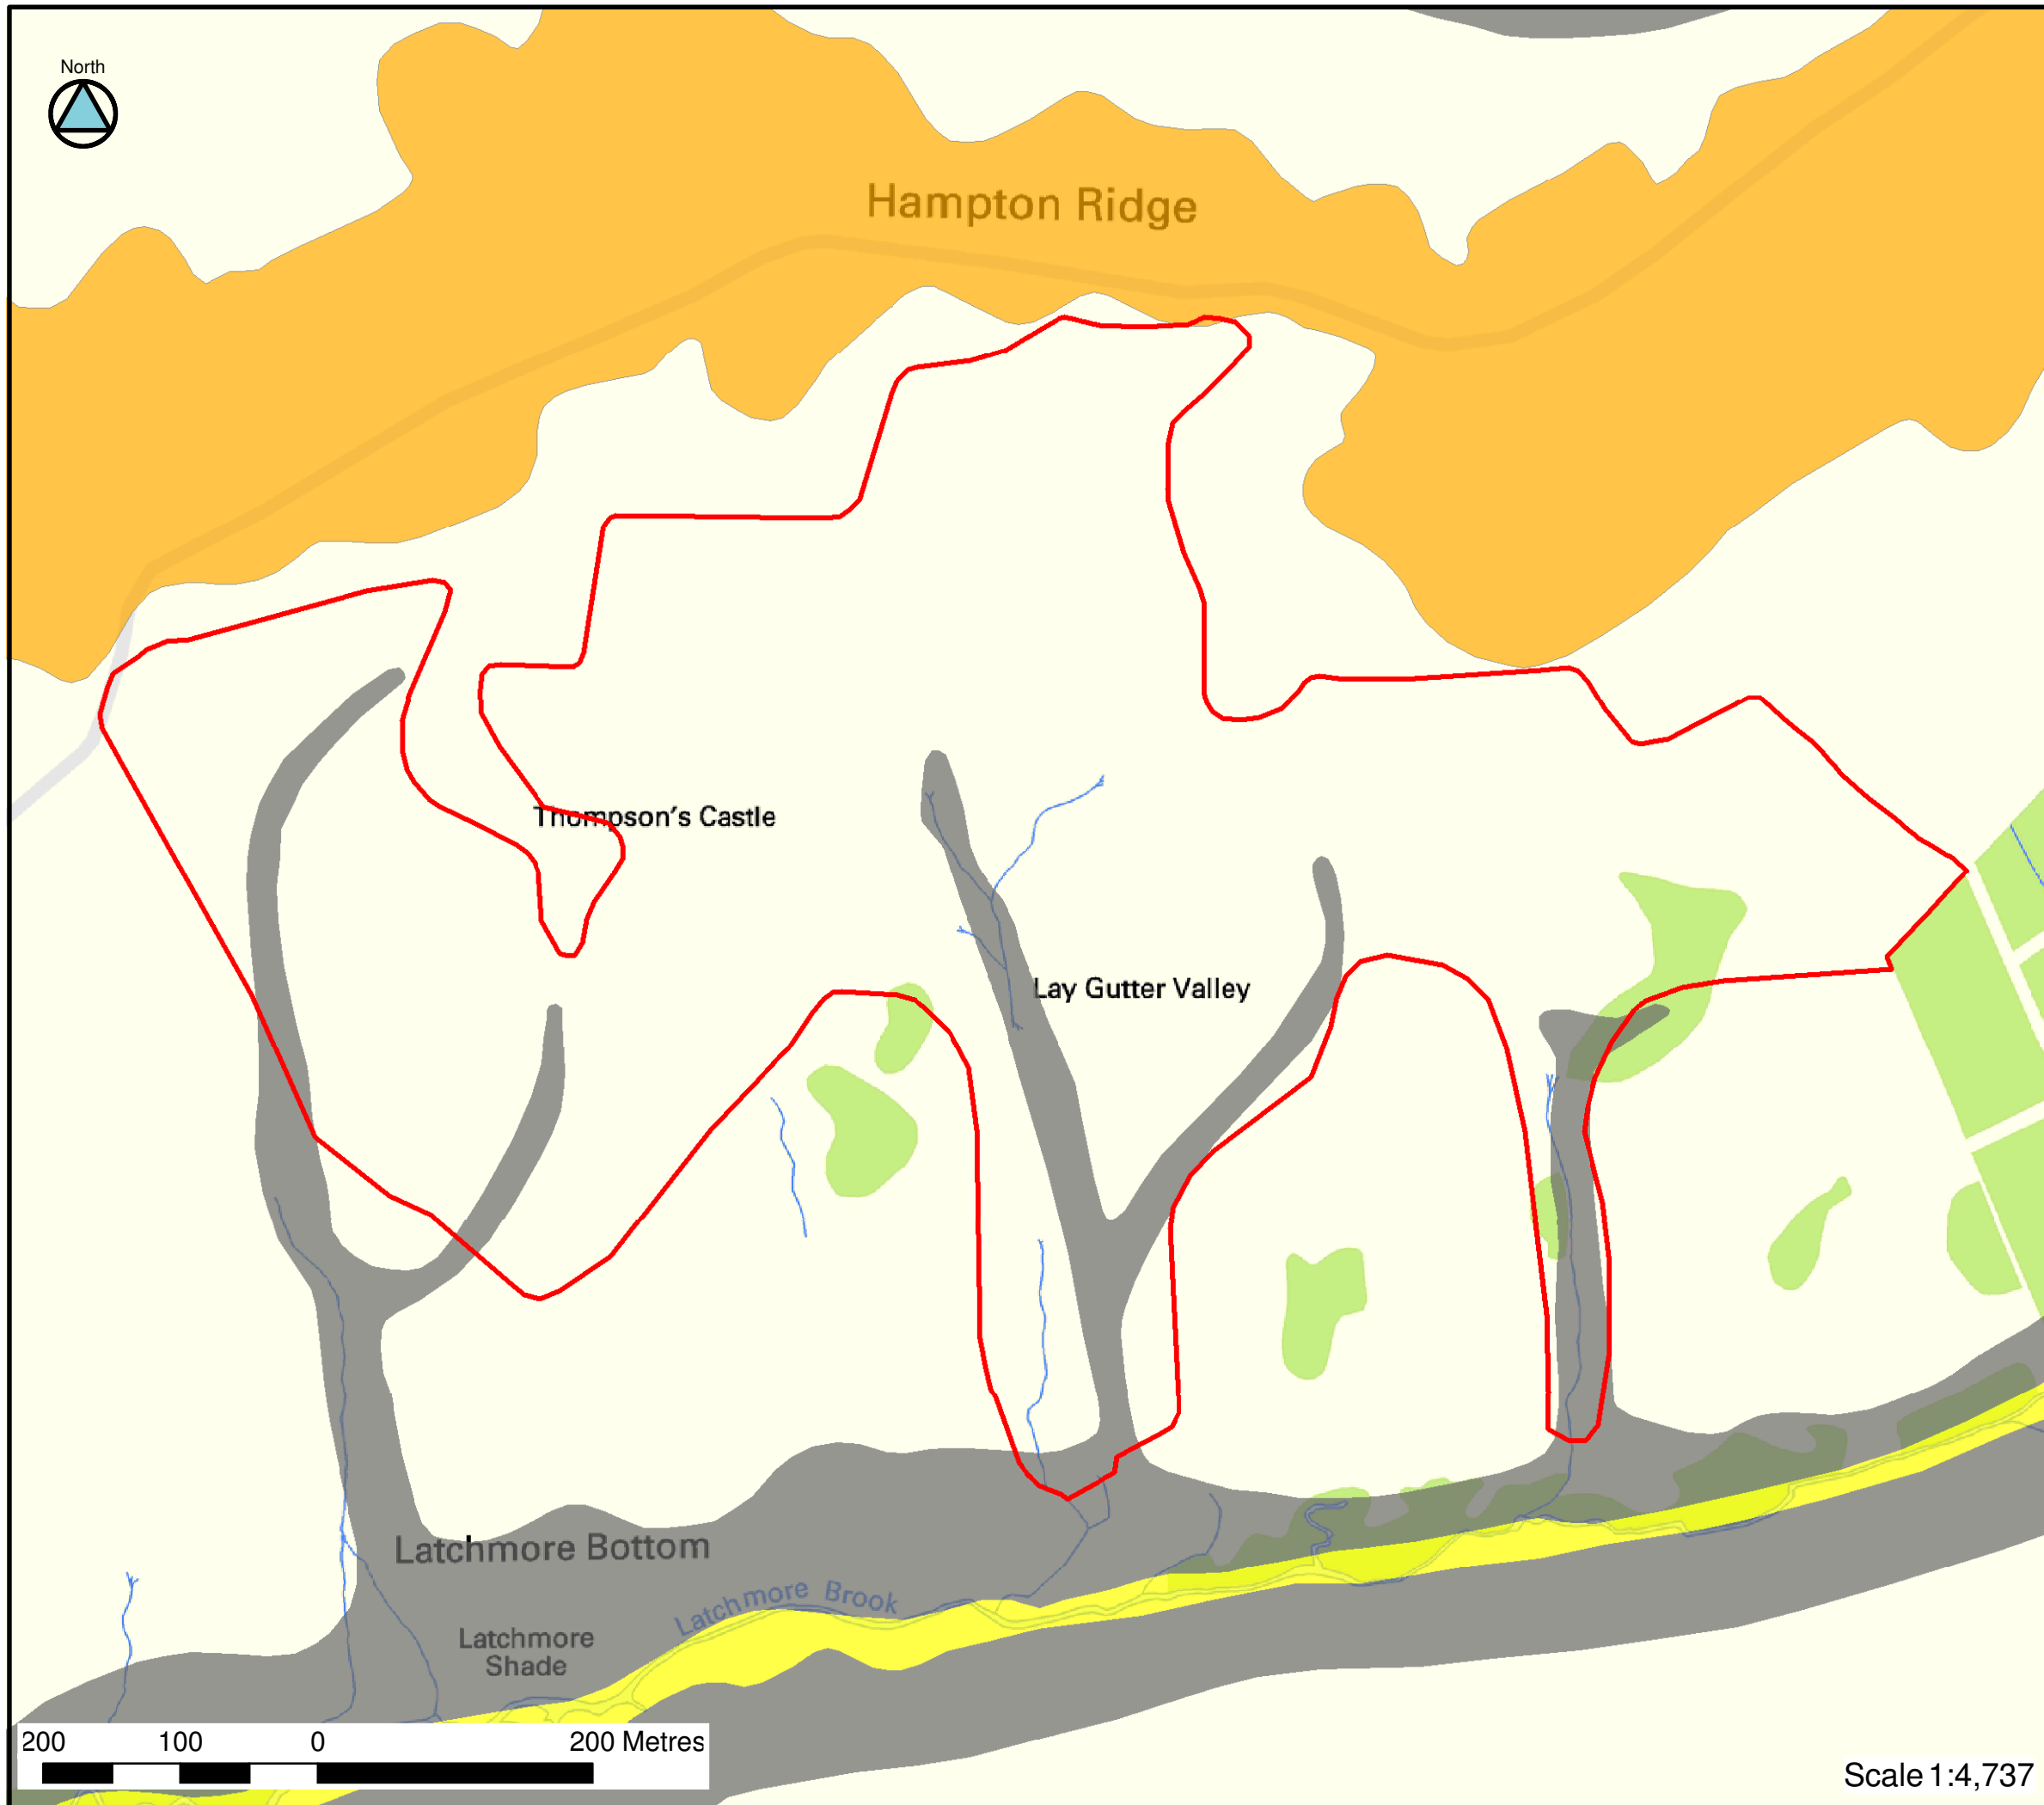 North
Hampton Ridge
Thompson's Castle
Lay Gutter Valley
Latchmore Bottom
Latchmore Brook
Latchmore
Shade
200 100 0 200 Metres
Scale 1:4,737